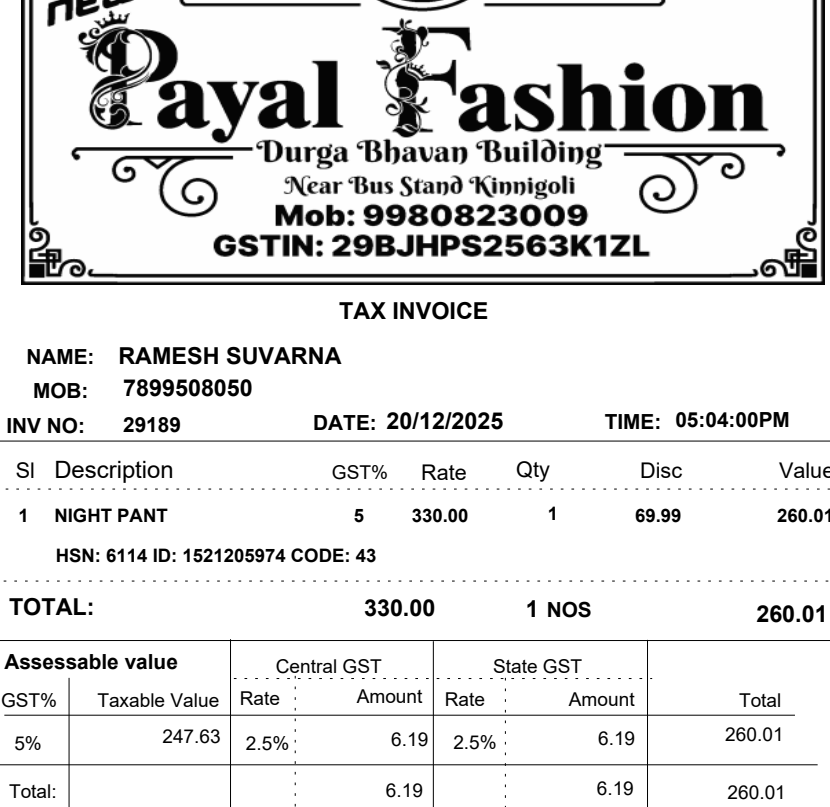 new
Payal Fashion
Durga Bhavan Building
Near Bus Stand Kinnigoli
Mob: 9980823009
GSTIN: 29BJHPS2563K1ZL
TAX INVOICE
NAME: RAMESH SUVARNA
MOB: 7899508050
INV NO: 29189 DATE: 20/12/2025 TIME: 05:04:00PM
Sl Description GST% Rate Qty Disc Value
1 NIGHT PANT 5 330.00 1 69.99 260.01
HSN: 6114 ID: 1521205974 CODE: 43
TOTAL: 330.00 1 NOS 260.01
Assessable value Central GST State GST
GST% Taxable Value Rate Amount Rate Amount Total
5% 247.63 2.5% 6.19 2.5% 6.19 260.01
Total: 6.19 6.19 260.01